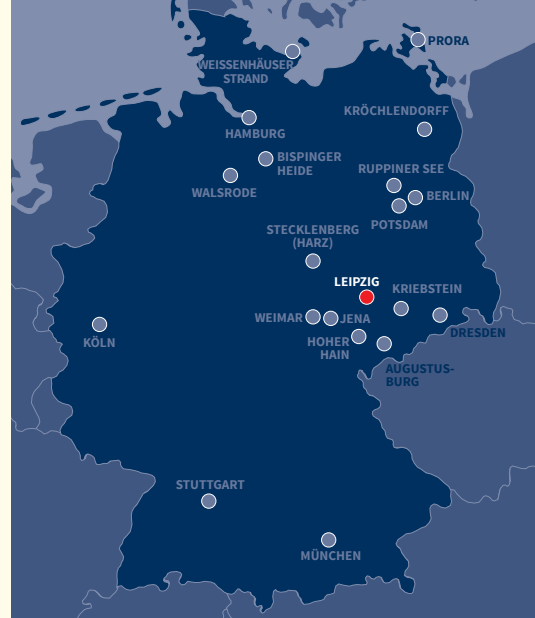 PRORA
WEISSENHÄUSER
STRAND
KRÖCHLENDORFF
HAMBURG
BISPINGER
HEIDE
RUPPINER SEE
WALSRODE
BERLIN
POTSDAM
STECKLENBERG
(HARZ)
LEIPZIG
KRIEBSTEIN
WEIMAR
JENA
DRESDEN
KÖLN
HOHER
HAIN
AUGUSTUS-
BURG
STUTTGART
MÜNCHEN